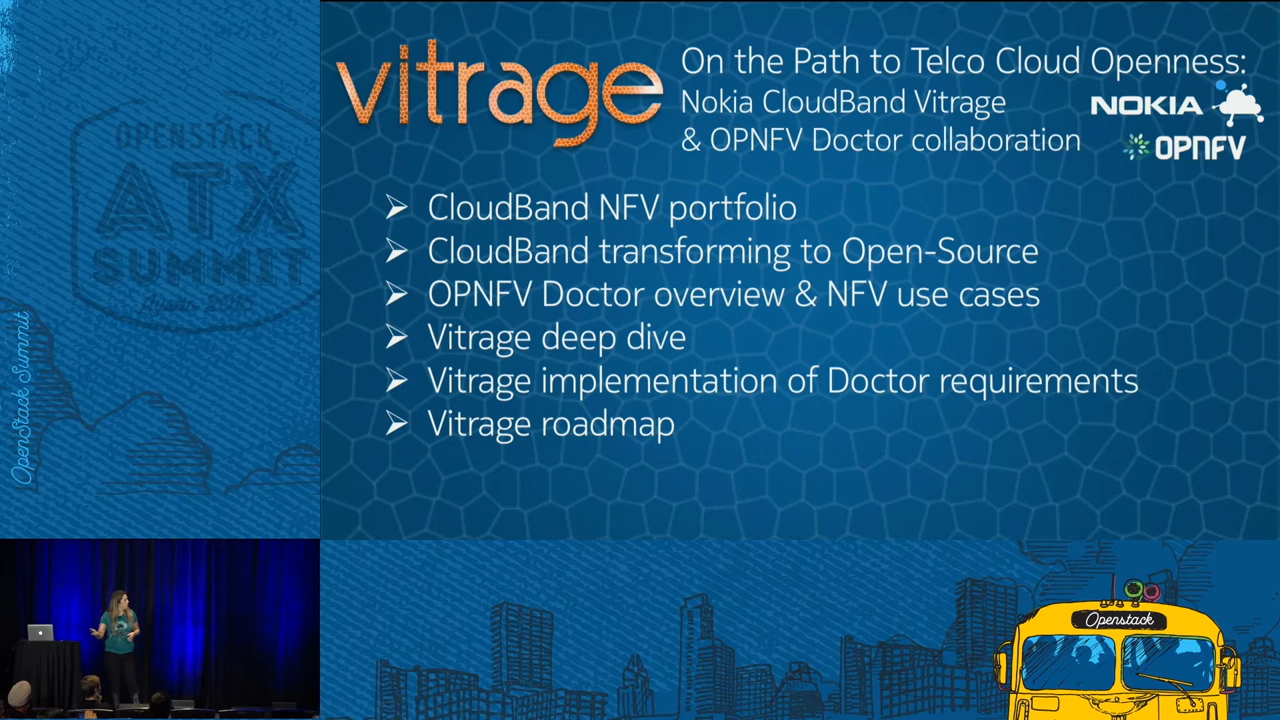 OPENSTACK
ATX
SUMMIT
OpenStack Summit
vitrage
On the Path to Telco Cloud Openness:
Nokia CloudBand Vitrage
& OPNFV Doctor collaboration
NOKIA
OPNFV
➢ CloudBand NFV portfolio
➢ CloudBand transforming to Open-Source
➢ OPNFV Doctor overview & NFV use cases
➢ Vitrage deep dive
➢ Vitrage implementation of Doctor requirements
➢ Vitrage roadmap
Openstack